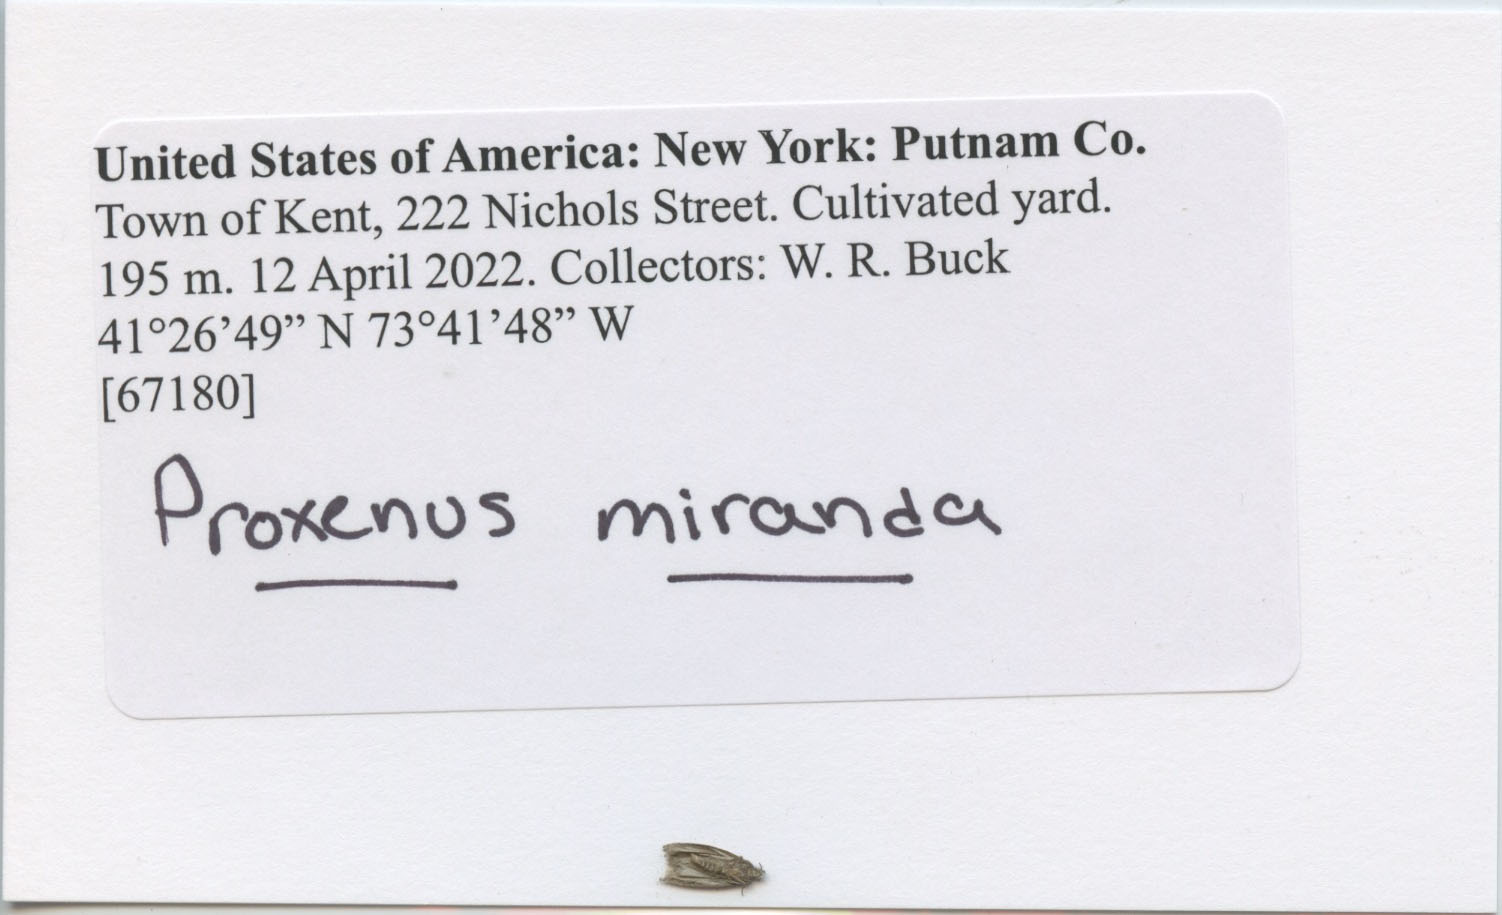 United States of America: New York: Putnam Co.
Town of Kent, 222 Nichols Street. Cultivated yard.
195 m. 12 April 2022. Collectors: W. R. Buck
41°26’49” N 73°41’48” W
[67180]
Proxenus miranda